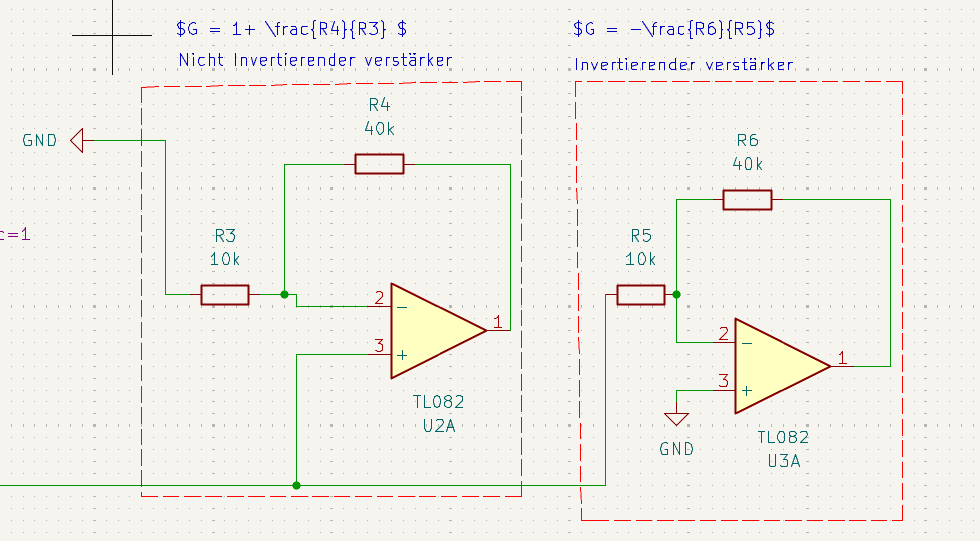 $G = 1+ \frac{R4}{R3} $
Nicht Invertierender verstärker
$G = -\frac{R6}{R5}$
Invertierender verstärker
GND
R4
40k
c=1
R3
10k
2
-
3
+
1
TL082
U2A
R6
40k
R5
10k
2
-
3
+
1
GND
TL082
U3A